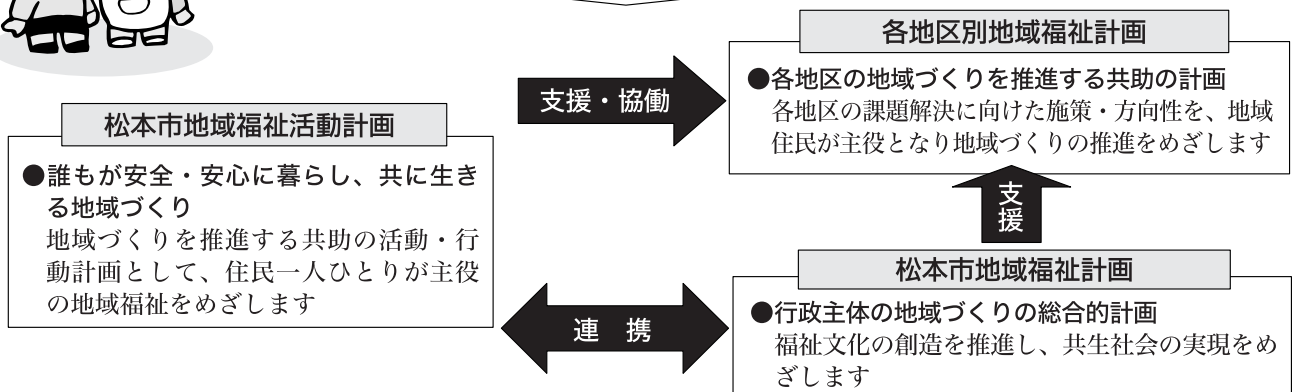 各地区別地域福祉計画
●各地区の地域づくりを推進する共助の計画
各地区の課題解決に向けた施策・方向性を、地域
住民が主役となり地域づくりの推進をめざします
支援・協働
松本市地域福祉活動計画
●誰もが安全・安心に暮らし、共に生き
る地域づくり
地域づくりを推進する共助の活動・行
動計画として、住民一人ひとりが主役
の地域福祉をめざします
支援
連 携
松本市地域福祉計画
●行政主体の地域づくりの総合的計画
福祉文化の創造を推進し、共生社会の実現をめ
ざします